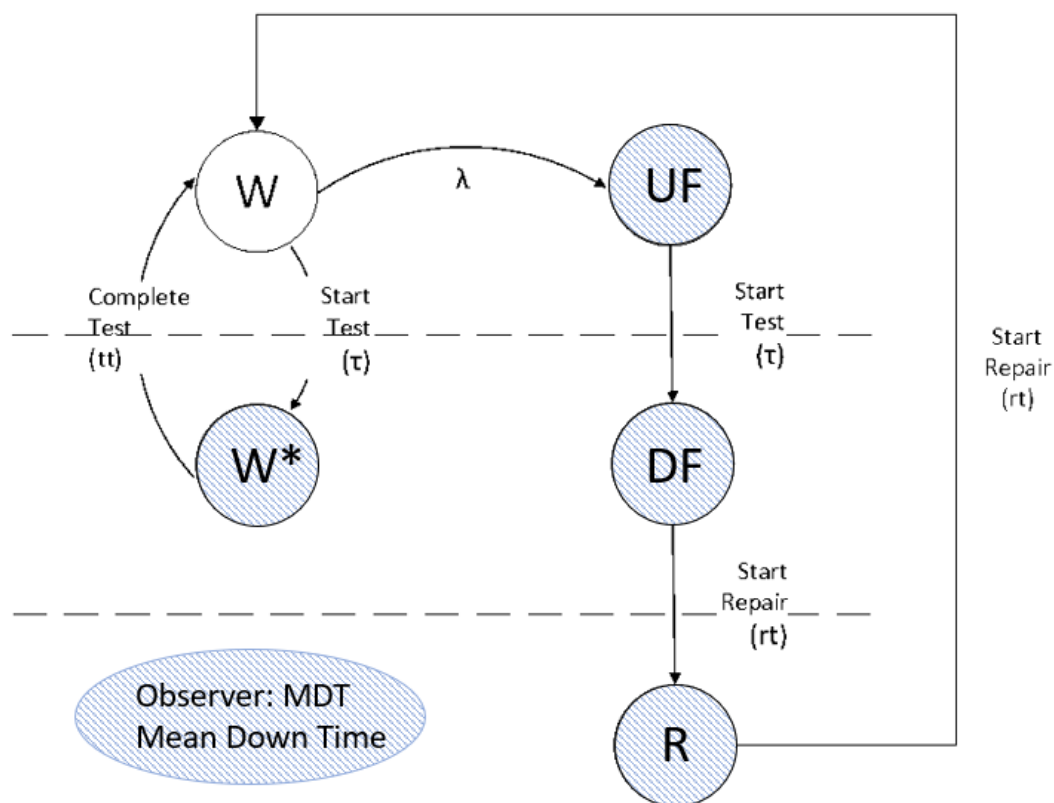 W
λ
UF
Complete
Test
(tt)
Start
Test
(τ)
Start
Test
(τ)
Start
Repair
(rt)
W*
DF
Start
Repair
(rt)
Observer: MDT
Mean Down Time
R